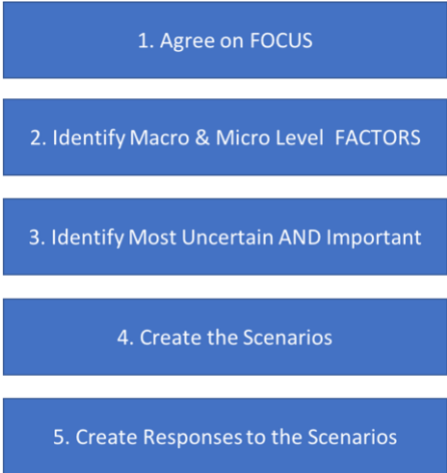 1. Agree on FOCUS
2. Identify Macro & Micro Level  FACTORS
3. Identify Most Uncertain AND Important
4. Create the Scenarios
5. Create Responses to the Scenarios